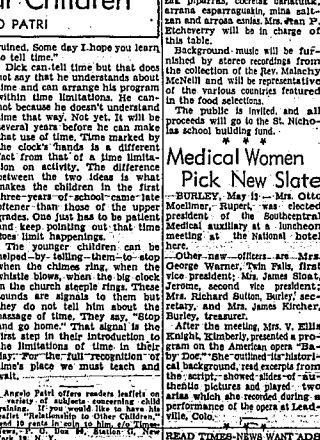 r Children
O PATRI
ruined. Some day I hope you learn
to tell time."
Dick can tell time but that does
not say that he understands about
time and can arrange his program
within time limitations. He can-
not because he doesn't understand
time that way. Not yet. It will be
several years before he can make
that use of time. Time marked by
the clock's hands is a different
fact from that of a time limita-
tion on activity. The difference
between the two ideas is what
makes the children in the first
three years of school came late
oftener than those of the upper
grades. One just has to be patient
and keep pointing out that time
does limit happenings.
The younger children can be
helped by telling them to stop
when the chimes ring, when the
whistle blows, when the big clock
in the church steeple rings. These
sounds are signals to them but
they do not tell him about the
passage of time. They say, "Stop
and go home." That signal is the
first step in their introduction to
the limitations of time in their
day. For the full recognition of
time's place we must teach and
wait.
Angelo Patri offers readers leaflets on
variety of subjects concerning child
training. If you would like to have his
leaflet "Relationship to Other Children,"
send 10 cents in coin to him, c/o Times-
News, P. O. Box 99, Station G, New
York 19, N. Y.
zak piparras, cocretas barlatunak,
arrana esparraguakin, mina salt-
zan and arrosa esnias. Mrs. Jean P.
Etcheverry will be in charge of
this table.
Background music will be fur-
nished by stereo recordings from
the collection of the Rev. Malachy
McNeill and will be representative
of the various countries featured
in the food selections.
The public is invited, and all
proceeds will go to the St. Nicho-
las school building fund.
* * *
Medical Women
Pick New Slate
BURLEY, May — Mrs. Otto
Moellmer, Rupert, was elected
president of the Southcentral
Medical auxiliary at a luncheon
meeting at the National hotel
here.
Other new officers are Mrs.
George Warner, Twin Falls, first
vice president; Mrs. James Sloat,
Jerome, second vice president;
Mrs. Richard Sutton, Burley, sec-
retary, and Mrs. James Kircher,
Burley, treasurer.
After the meeting, Mrs. V. Ellis
Knight, Kimberly, presented a pro-
gram on the American opera "Ba-
by Doe." She outlined its histori-
cal background, read excerpts from
the script, showed slides of au-
thentic pictures and played two
arias which she recorded during a
performance of the opera at Lead-
ville, Colo.
READ TIMES-NEWS WANT ADS